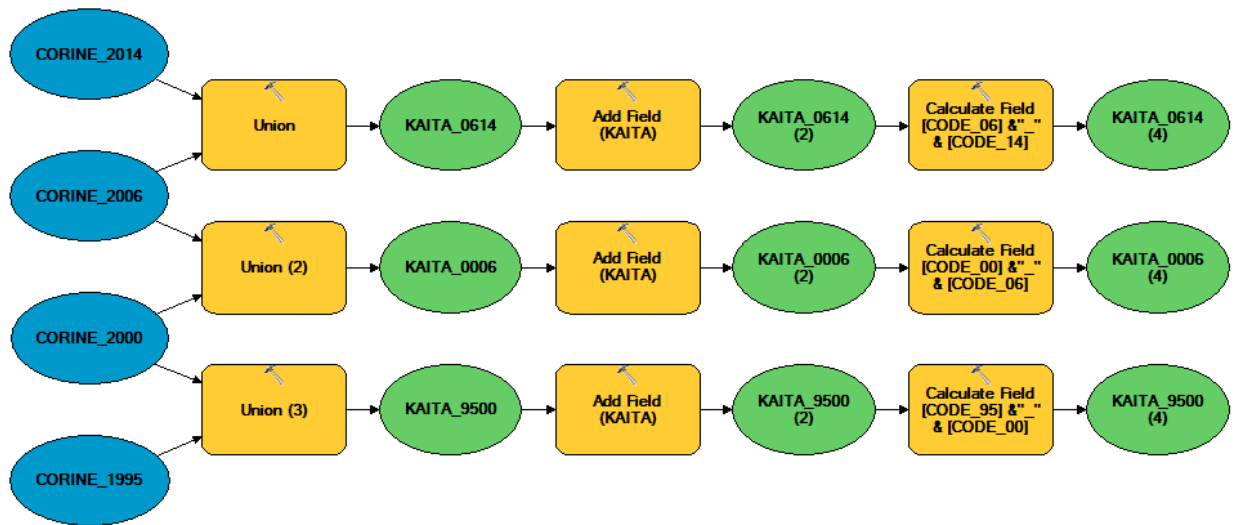 CORINE_2014
CORINE_2006
CORINE_2000
CORINE_1995
Union
KAITA_0614
Add Field
(KAITA)
KAITA_0614
(2)
Calculate Field
[CODE_06] &"_"
& [CODE_14]
KAITA_0614
(4)
Union (2)
KAITA_0006
Add Field
(KAITA)
KAITA_0006
(2)
Calculate Field
[CODE_00] &"_"
& [CODE_06]
KAITA_0006
(4)
Union (3)
KAITA_9500
Add Field
(KAITA)
KAITA_9500
(2)
Calculate Field
[CODE_95] &"_"
& [CODE_00]
KAITA_9500
(4)